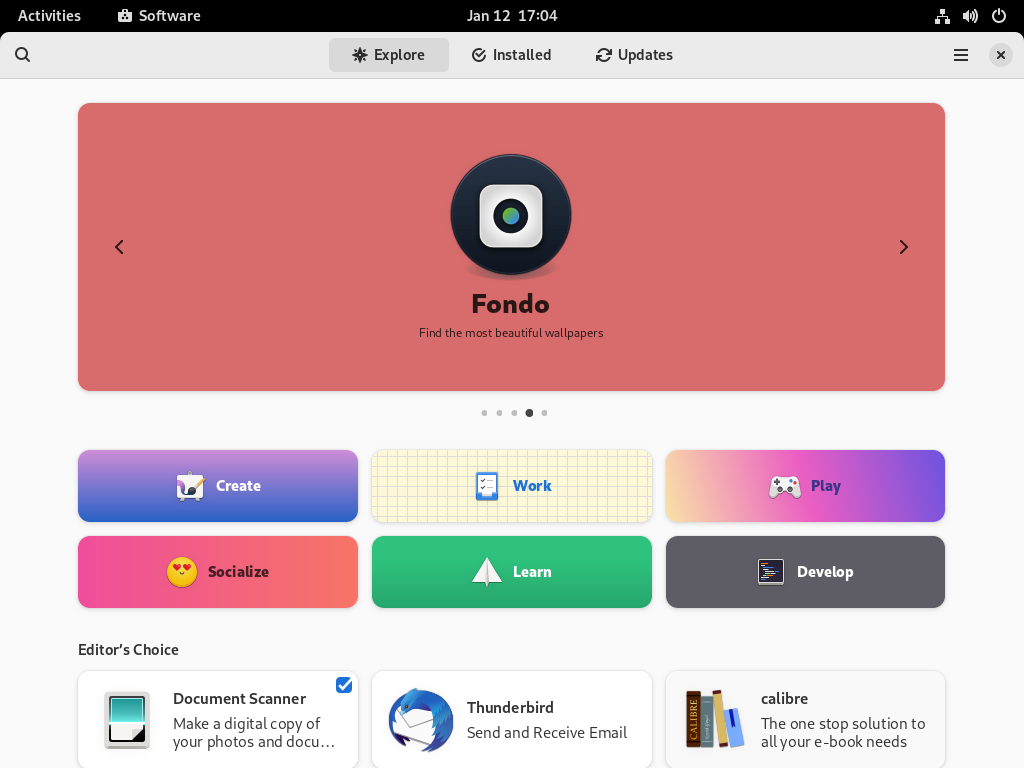 Activities
Software
Jan 12 17:04
Explore
Installed
Updates
Fondo
Find the most beautiful wallpapers
Create
Work
Play
Socialize
Learn
Develop
Editor’s Choice
Document Scanner
Make a digital copy of
your photos and docu…
Thunderbird
Send and Receive Email
CALIBRE
calibre
The one stop solution to
all your e-book needs